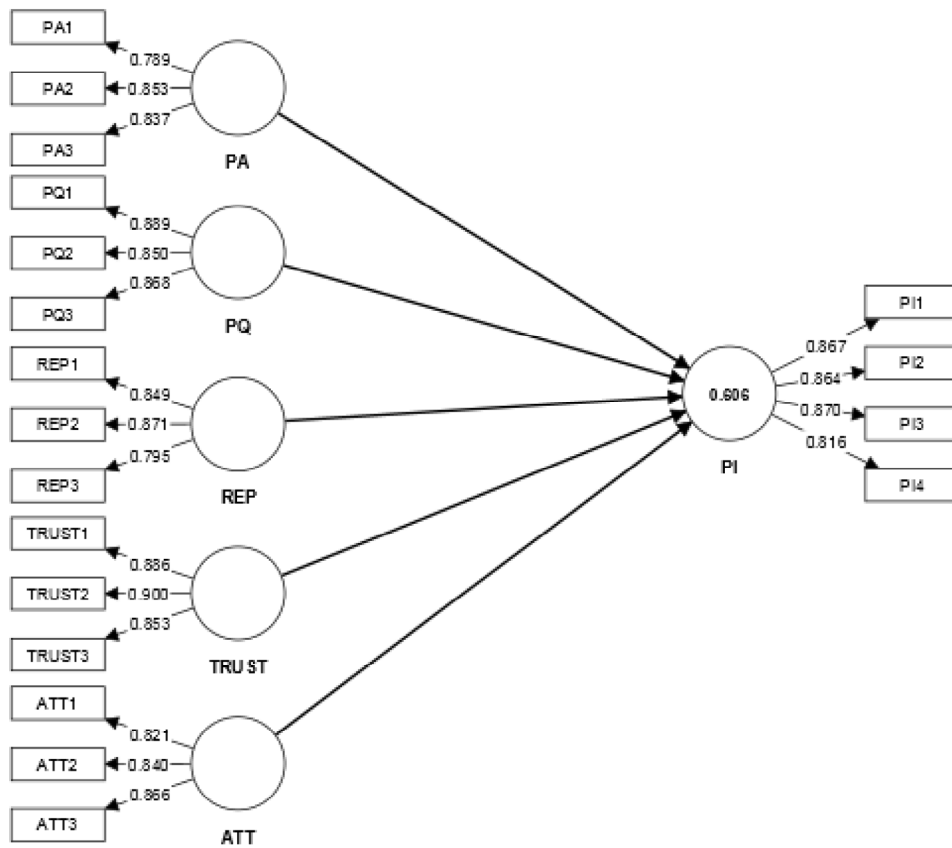 PA1
0.789
PA2
0.853
0.837
PA3
PA
PQ1
0.889
PQ2
0.850
0.868
PQ3
PQ
REP1
0.849
REP2
0.871
0.795
REP3
REP
TRUST1
0.886
TRUST2
0.900
0.853
TRUST3
TRUST
ATT1
0.821
ATT2
0.840
0.866
ATT3
ATT
0.606
PI
PI1
0.867
PI2
0.864
PI3
0.870
0.816
PI4